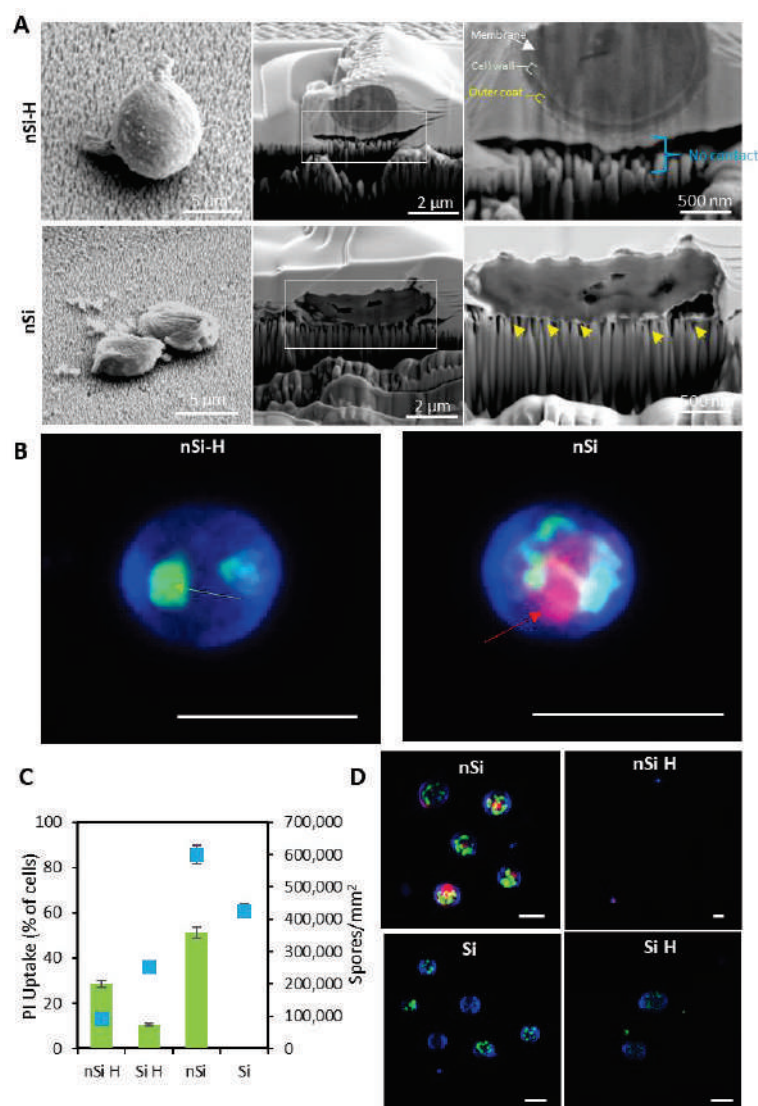 A
nSi-H
5 µm
2 µm
Membrane
Cell wall
Outer coat
No contact
500 nm
nSi
5 µm
2 µm
500 nm
B
nSi-H
nSi
C
PI Uptake (% of cells)
100
80
60
40
20
0
700,000
600,000
500,000
400,000
300,000
200,000
100,000
0
Spores/mm²
nSi H
Si H
nSi
Si
D
nSi
nSi H
Si
Si H